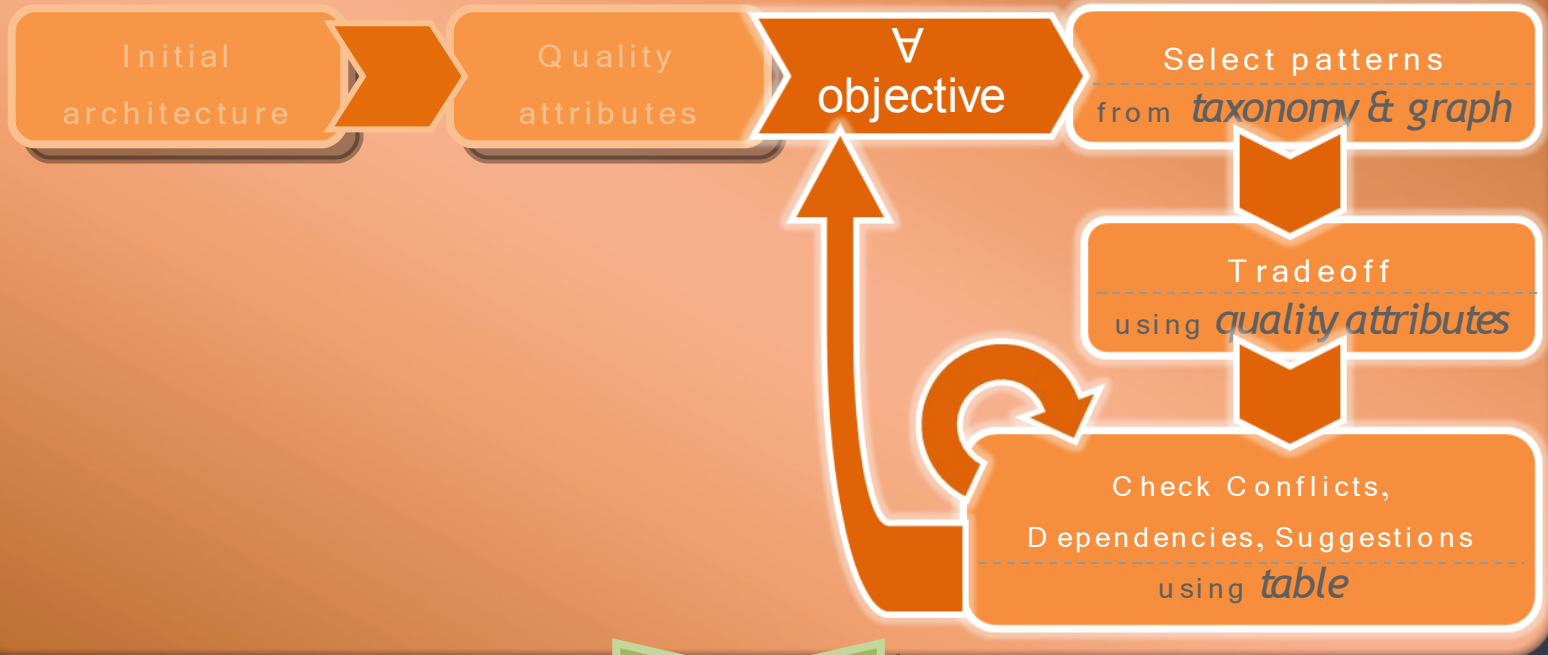 Initial
architecture
Quality
attributes
∀
objective
Select patterns
from taxonomy & graph
Tradeoff
using quality attributes
Check Conflicts,
Dependencies, Suggestions
using table